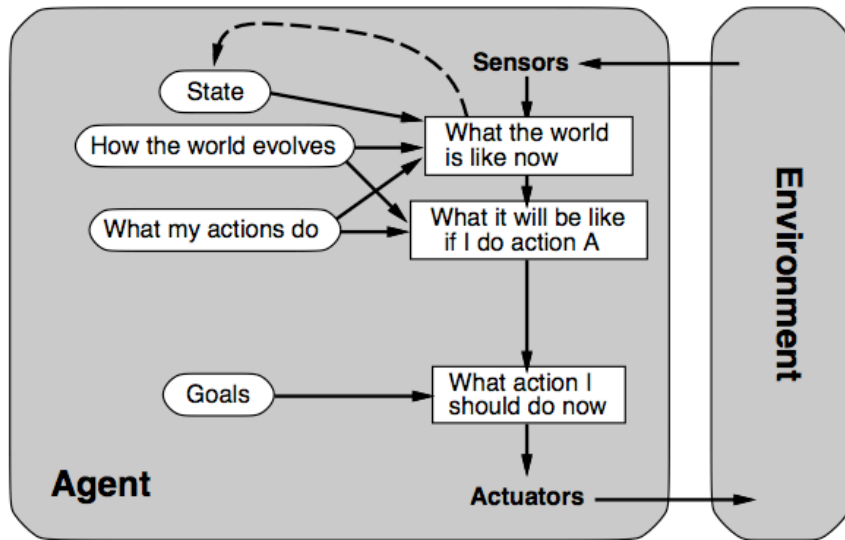 Sensors
State
What the world
is like now
How the world evolves
What it will be like
if I do action A
What my actions do
Environment
What action I
should do now
Goals
Agent
Actuators